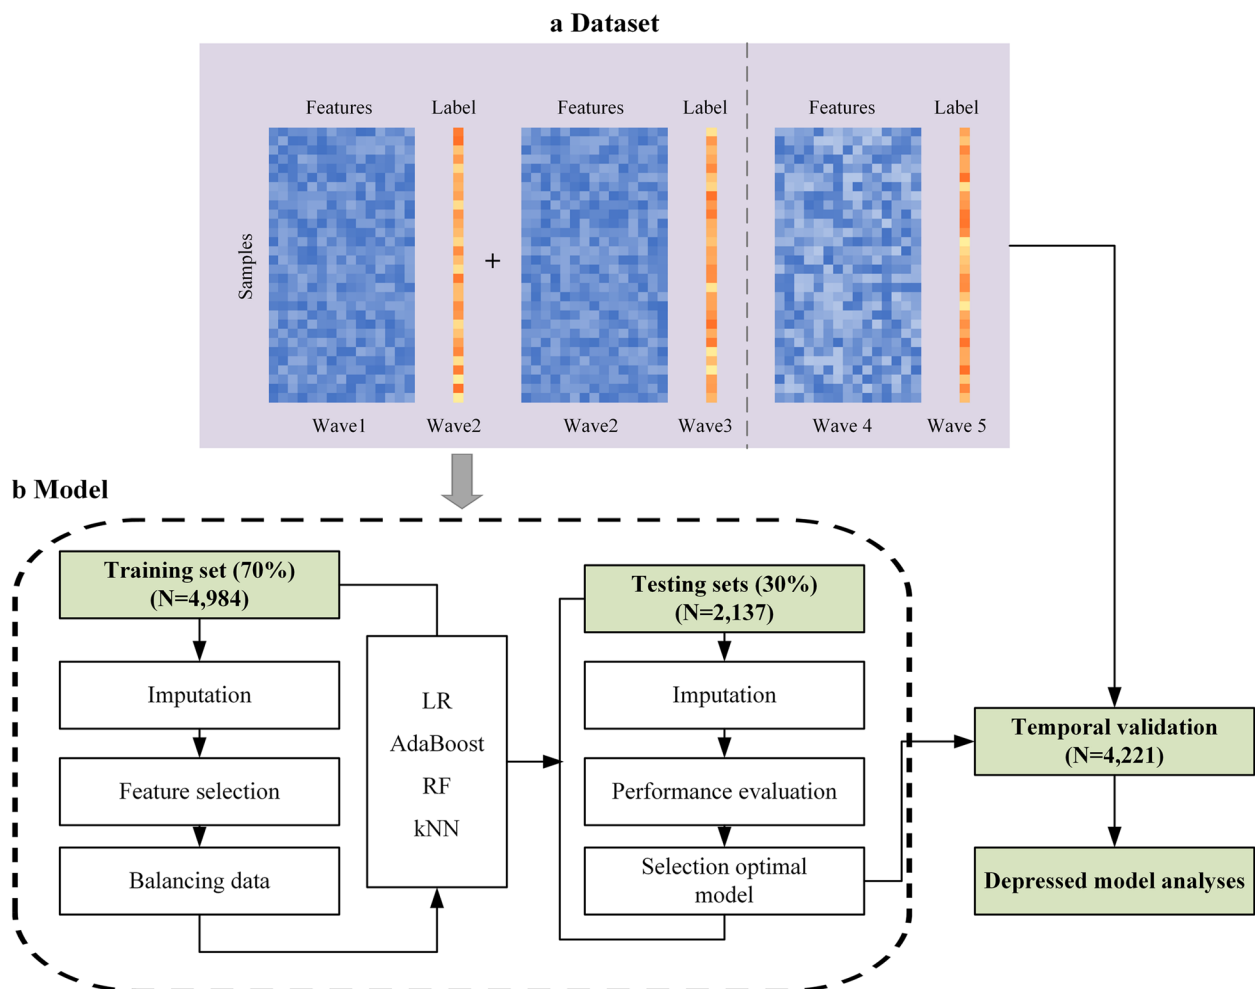 a Dataset
Features
Label
Features
Label
Features
Label
Samples
+
Wave1
Wave2
Wave2
Wave3
Wave 4
Wave 5
b Model
Training set (70%)
(N=4,984)
Imputation
Feature selection
Balancing data
LR
AdaBoost
RF
kNN
Testing sets (30%)
(N=2,137)
Imputation
Performance evaluation
Selection optimal
model
Temporal validation
(N=4,221)
Depressed model analyses